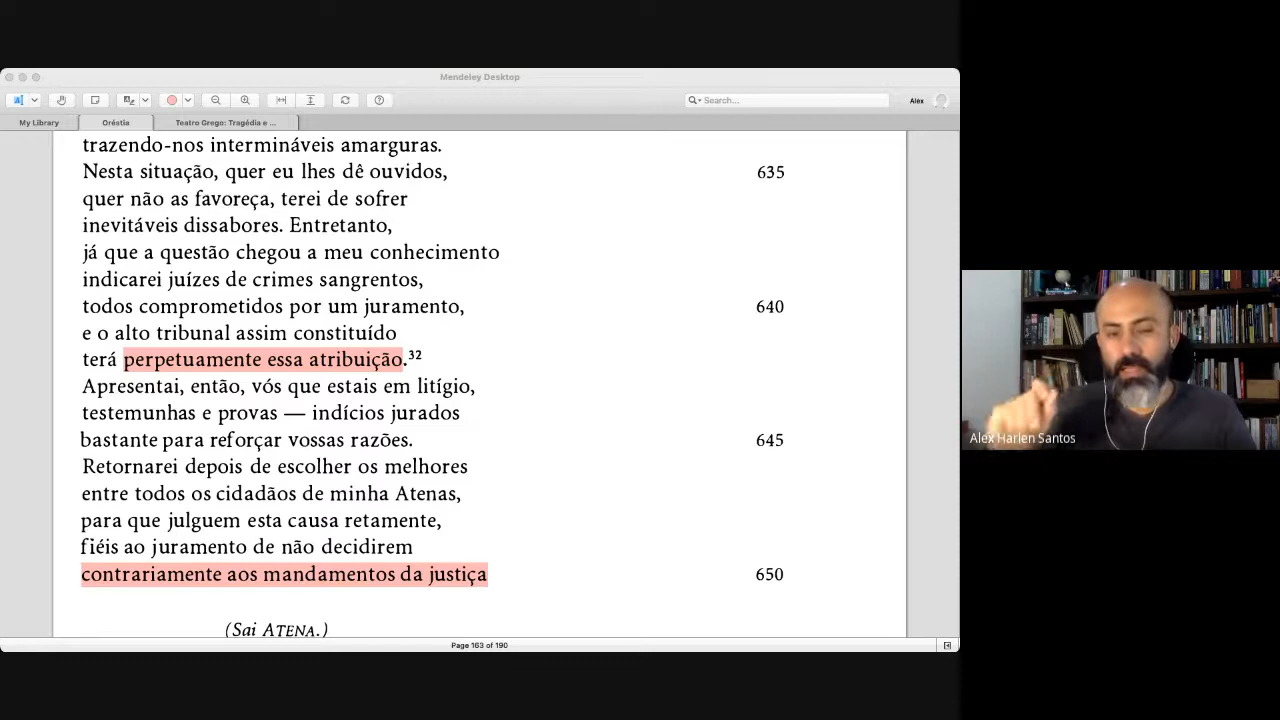 Mendeley Desktop
Search...
Alex
My Library
Oréstia
Teatro Grego: Tragédia e ...
trazendo-nos intermináveis amarguras.
Nesta situação, quer eu lhes dê ouvidos, 635
quer não as favoreça, terei de sofrer
inevitáveis dissabores. Entretanto,
já que a questão chegou a meu conhecimento
indicarei juízes de crimes sangrentos,
todos comprometidos por um juramento, 640
e o alto tribunal assim constituído
terá perpetuamente essa atribuição.³²
Apresentai, então, vós que estais em litígio,
testemunhas e provas — indícios jurados
bastante para reforçar vossas razões. 645
Retornarei depois de escolher os melhores
entre todos os cidadãos de minha Atenas,
para que julguem esta causa retamente,
fiéis ao juramento de não decidirem
contrariamente aos mandamentos da justiça 650
(Sai ATENA.)
Page 163 of 190
Alex Harlen Santos